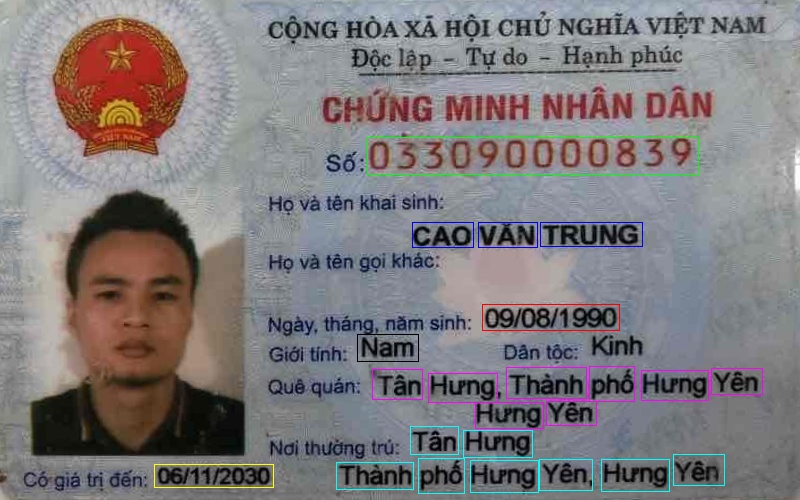 CỘNG HÒA XÃ HỘI CHỦ NGHĨA VIỆT NAM
Độc lập - Tự do - Hạnh phúc
CHỨNG MINH NHÂN DÂN
Số: 033090000839
Họ và tên khai sinh:
CAO VĂN TRUNG
Họ và tên gọi khác:
Ngày, tháng, năm sinh: 09/08/1990
Giới tính: Nam Dân tộc: Kinh
Quê quán: Tân Hưng, Thành phố Hưng Yên
Hưng Yên
Nơi thường trú: Tân Hưng
Thành phố Hưng Yên, Hưng Yên
Có giá trị đến: 06/11/2030